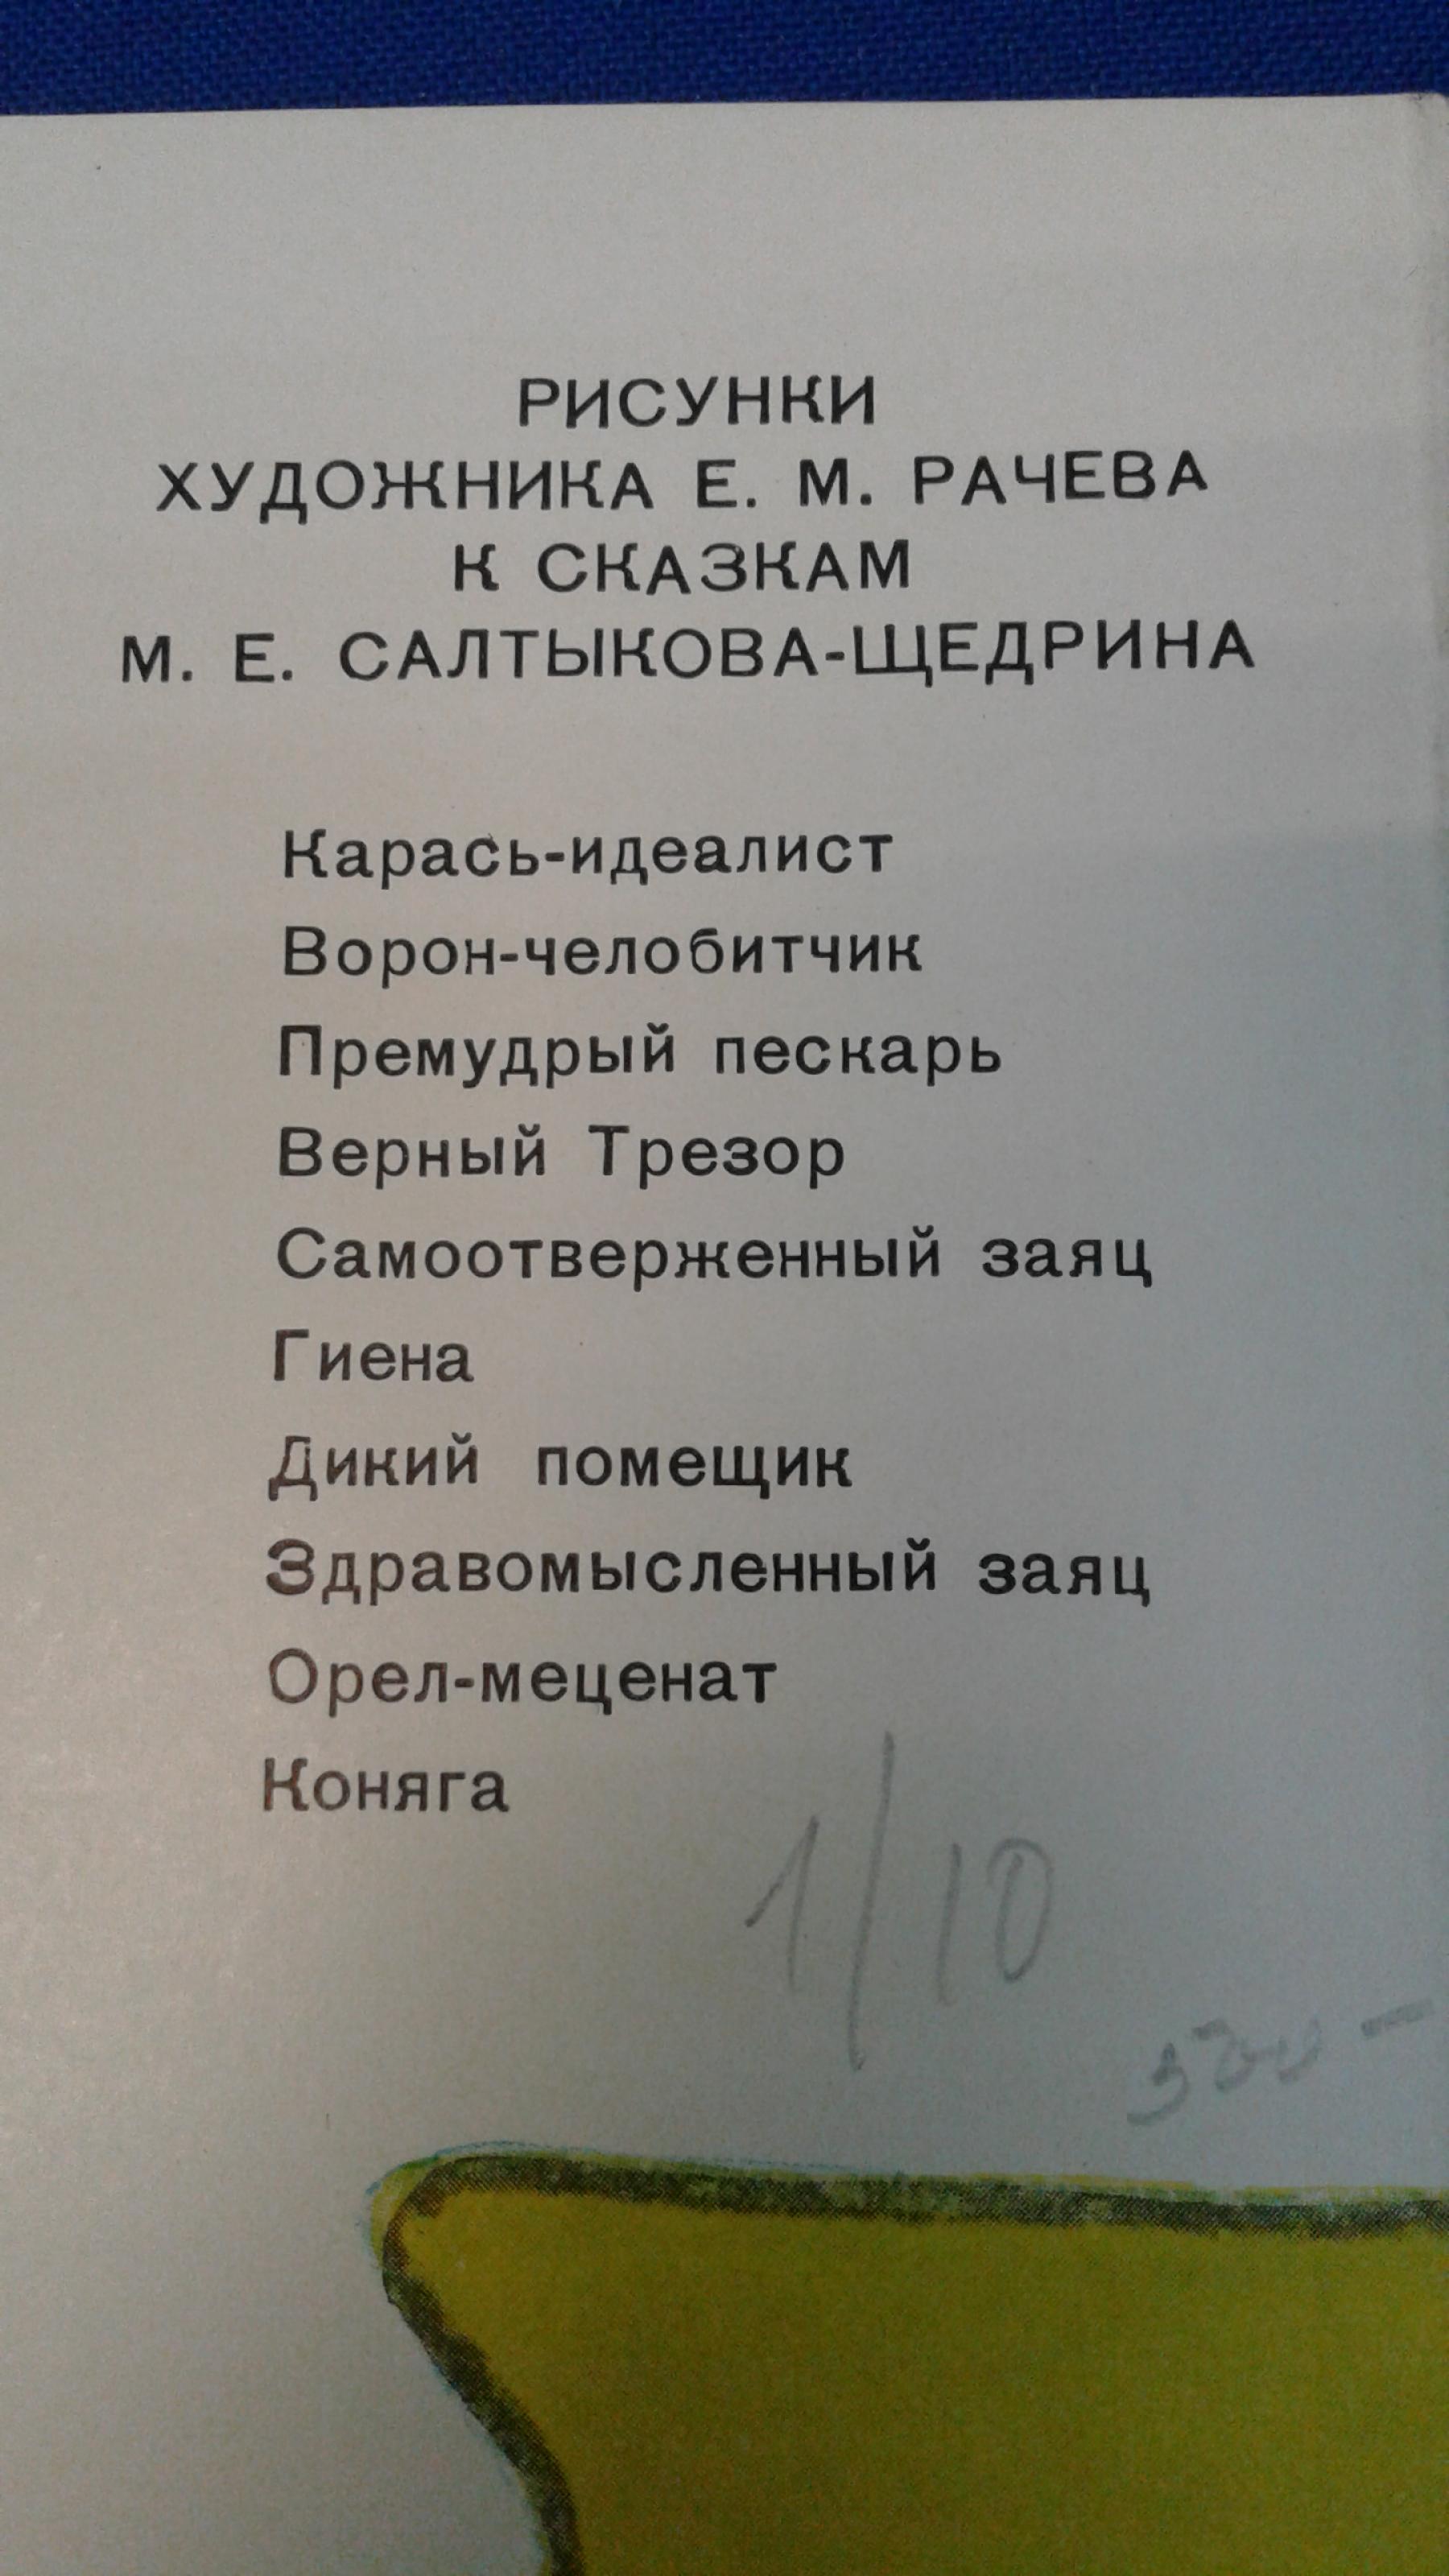 РИСУНКИ
ХУДОЖНИКА Е. М. РАЧЕВА
К СКАЗКАМ
М. Е. САЛТЫКОВА-ЩЕДРИНА
Карась-идеалист
Ворон-челобитчик
Премудрый пескарь
Верный Трезор
Самоотверженный заяц
Гиена
Дикий помещик
Здравомысленный заяц
Орел-меценат
Коняга
1/10